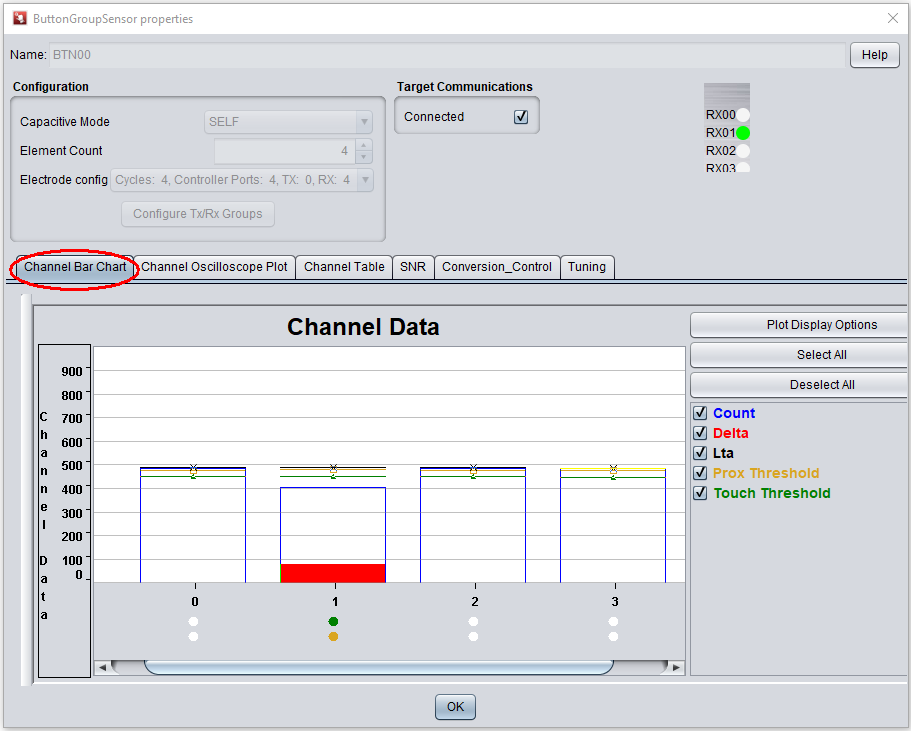 ButtonGroupSensor properties
Name: BTN00
Help
Configuration
Capacitive Mode SELF
Element Count 4
Electrode config Cycles: 4, Controller Ports: 4, TX: 0, RX: 4
Configure Tx/Rx Groups
Target Communications
Connected
RX00
RX01
RX02
RX03
Channel Bar Chart Channel Oscilloscope Plot Channel Table SNR Conversion_Control Tuning
Channel Data
Channel Data
900
800
700
600
500
400
300
200
100
0
0 1 2 3
Plot Display Options
Select All
Deselect All
Count
Delta
Lta
Prox Threshold
Touch Threshold
OK